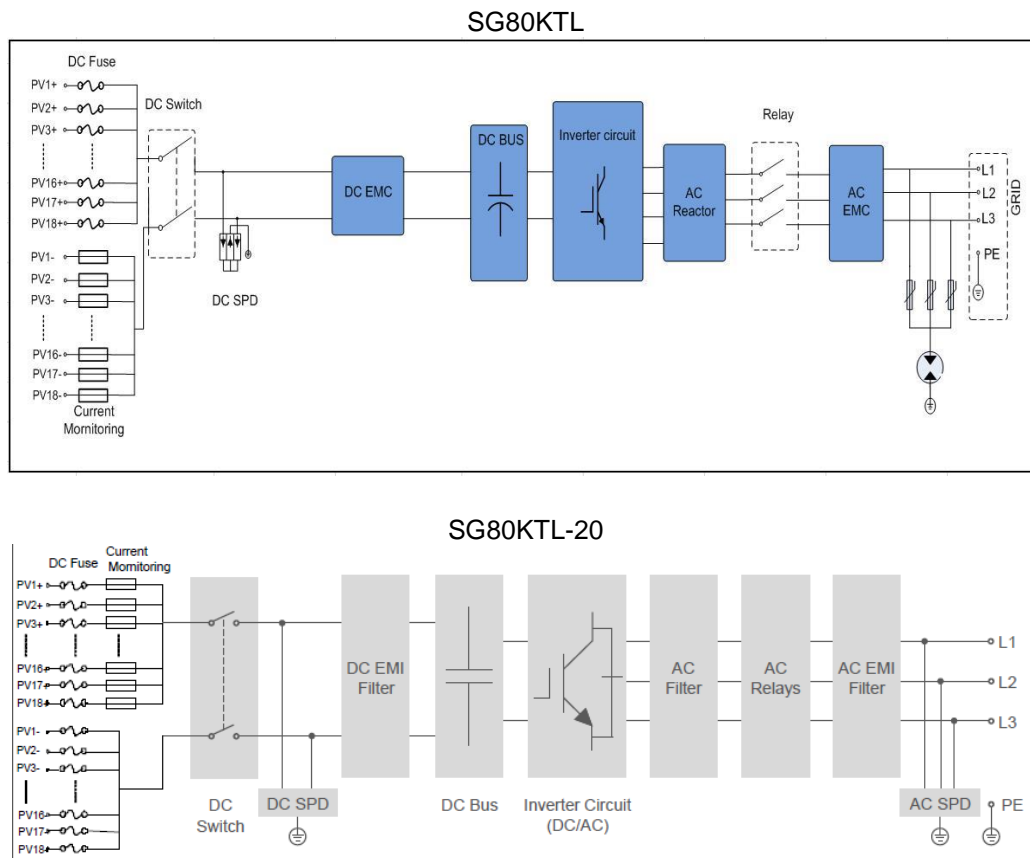 SG80KTL
DC Fuse
PV1+
PV2+
PV3+
PV16+
PV17+
PV18+
PV1-
PV2-
PV3-
PV16-
PV17-
PV18-
Current
Mornitoring
DC Switch
DC SPD
DC EMC
DC BUS
Inverter circuit
AC
Reactor
Relay
AC
EMC
L1
L2
L3
PE
GRID
SG80KTL-20
DC Fuse
Current
Momitoring
PV1+
PV2+
PV3+
PV16+
PV17+
PV18+
PV1-
PV2-
PV3-
PV16-
PV17-
PV18-
DC
Switch
DC SPD
DC EMI
Filter
DC Bus
Inverter Circuit
(DC/AC)
AC
Filter
AC
Relays
AC EMI
Filter
AC SPD
L1
L2
L3
PE